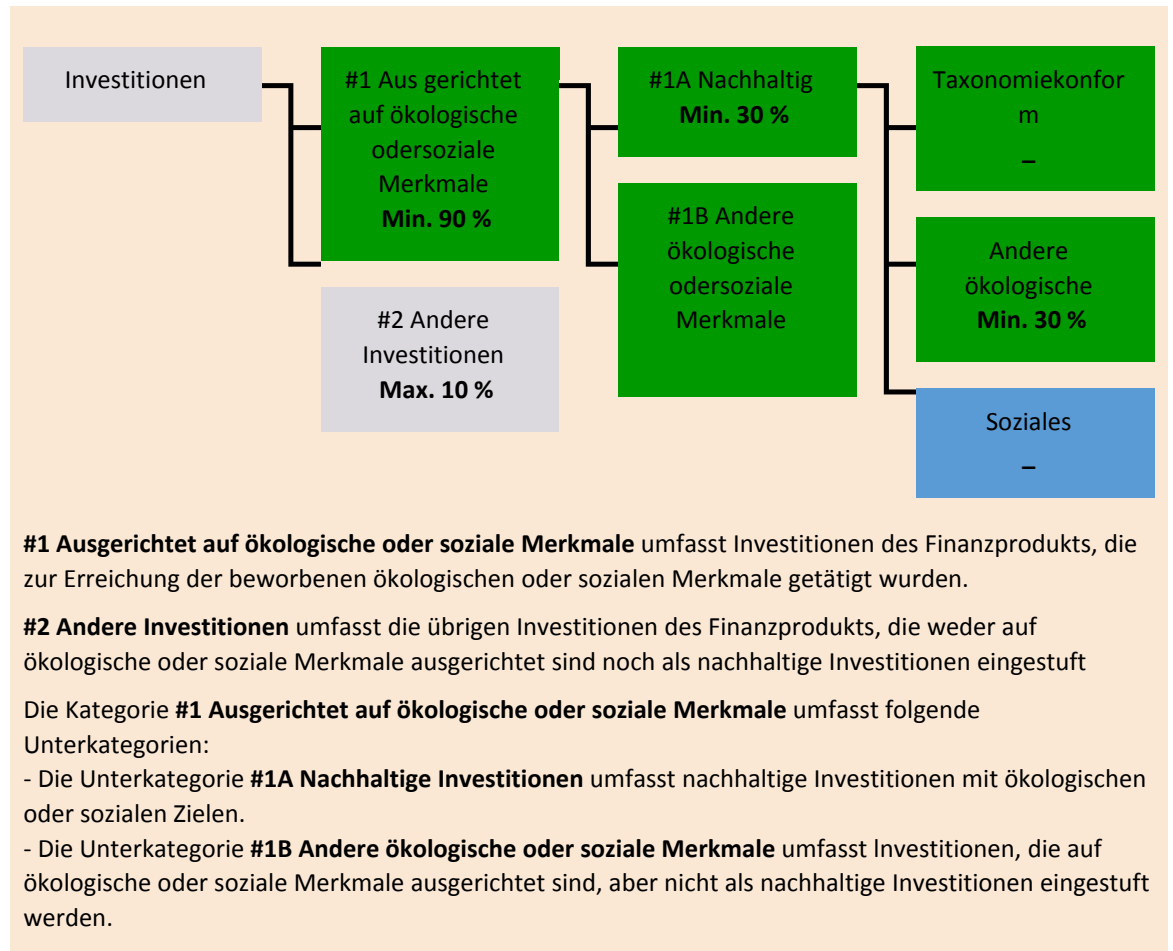 Investitionen
#1 Aus gerichtet
auf ökologische
odersoziale
Merkmale
Min. 90 %
#2 Andere
Investitionen
Max. 10 %
#1A Nachhaltig
Min. 30 %
#1B Andere
ökologische
odersoziale
Merkmale
Taxonomiekonfor
m
–
Andere
ökologische
Min. 30 %
Soziales
–
#1 Ausgerichtet auf ökologische oder soziale Merkmale umfasst Investitionen des Finanzprodukts, die
zur Erreichung der beworbenen ökologischen oder sozialen Merkmale getätigt wurden.
#2 Andere Investitionen umfasst die übrigen Investitionen des Finanzprodukts, die weder auf
ökologische oder soziale Merkmale ausgerichtet sind noch als nachhaltige Investitionen eingestuft
Die Kategorie #1 Ausgerichtet auf ökologische oder soziale Merkmale umfasst folgende
Unterkategorien:
- Die Unterkategorie #1A Nachhaltige Investitionen umfasst nachhaltige Investitionen mit ökologischen
oder sozialen Zielen.
- Die Unterkategorie #1B Andere ökologische oder soziale Merkmale umfasst lnvestitionen, die auf
ökologische oder soziale Merkmale ausgerichtet sind, aber nicht als nachhaltige Investitionen eingestuft
werden.